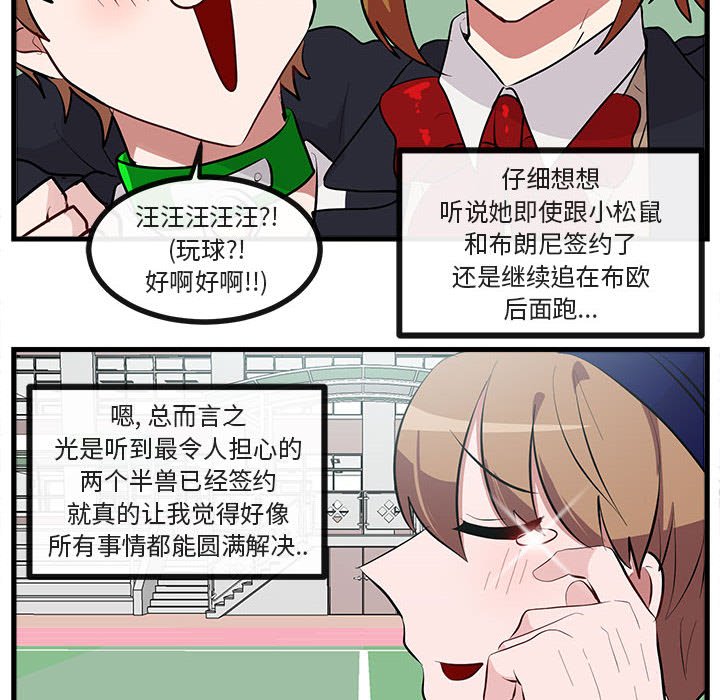 汪汪汪汪汪?!
(玩球?!
好啊好啊!!)
仔细想想
听说她即使跟小松鼠
和布朗尼签约了
还是继续追在布欧
后面跑...
嗯, 总而言之
光是听到最令人担心的
两个半兽已经签约
就真的让我觉得好像
所有事情都能圆满解决..